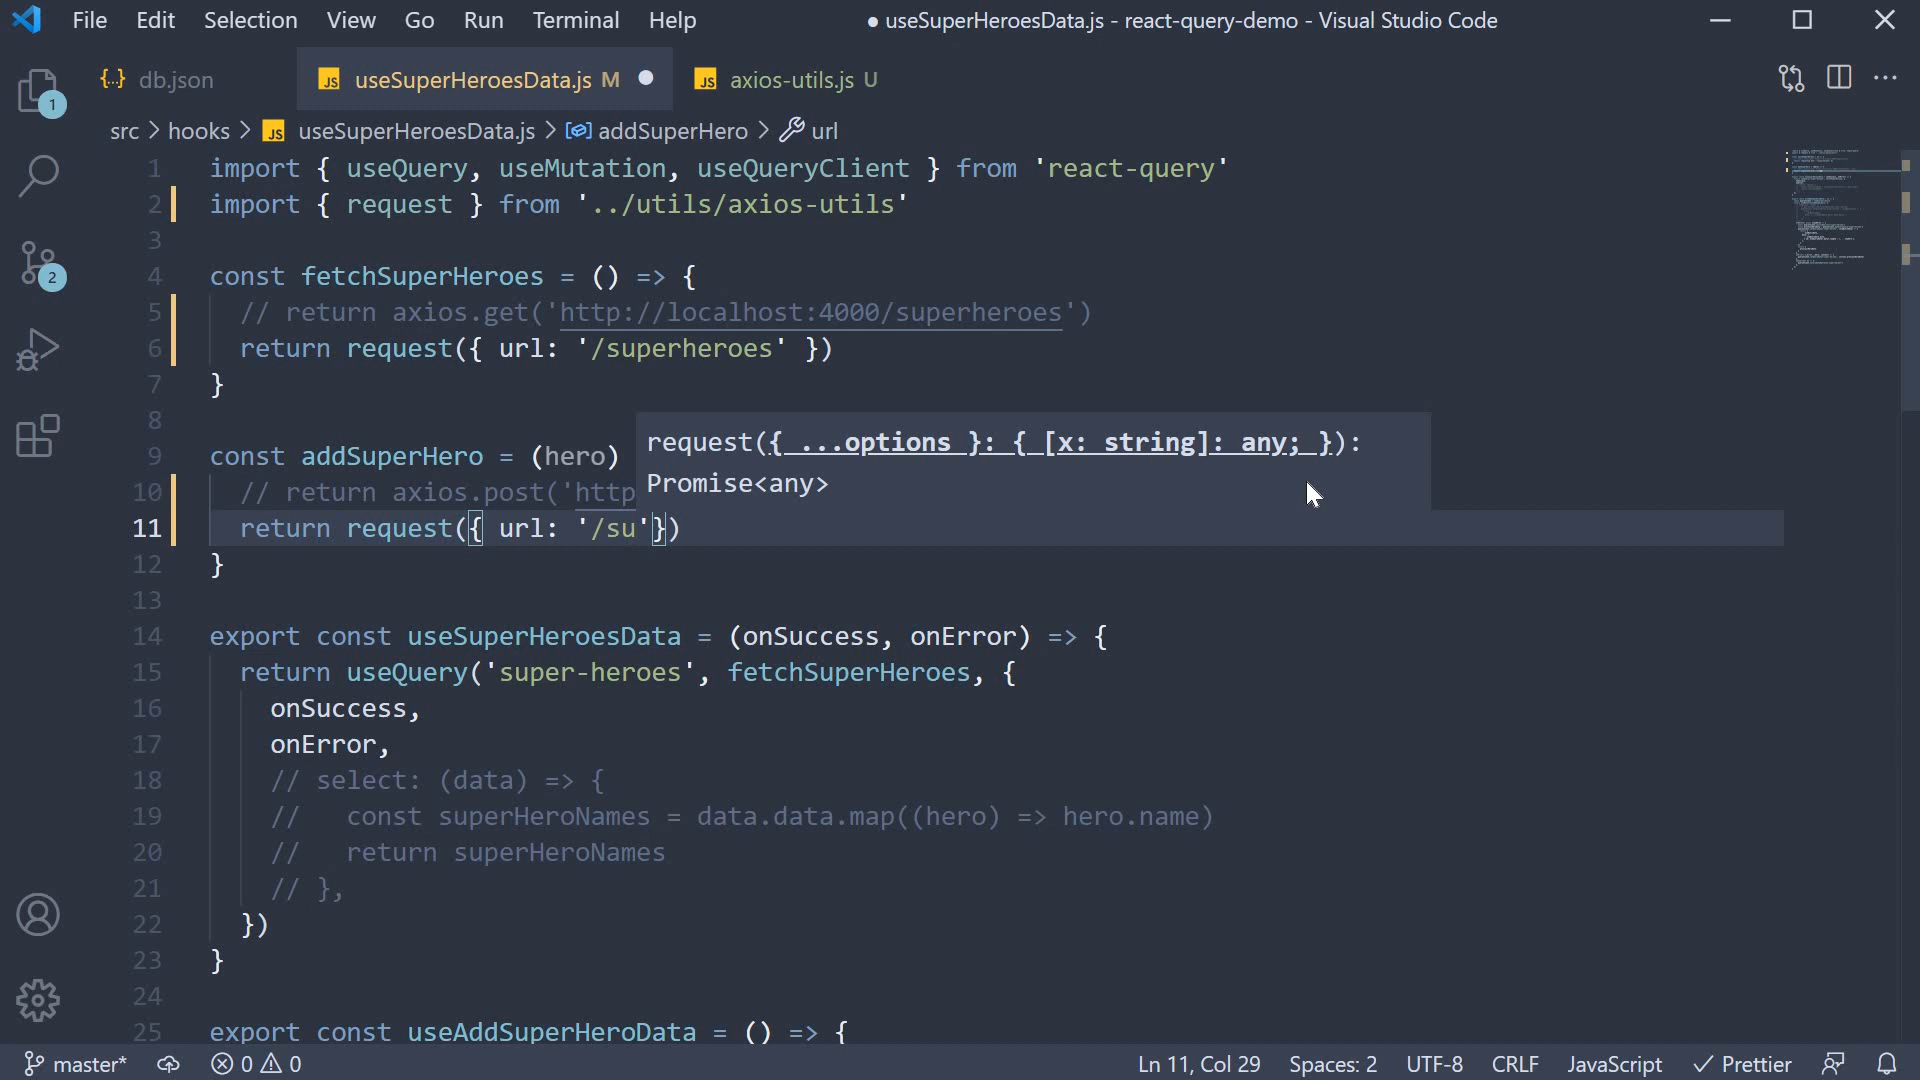 File Edit Selection View Go Run Terminal Help ● useSuperHeroesData.js - react-query-demo - Visual Studio Code
{..} db.json JS useSuperHeroesData.js M ● JS axios-utils.js U
src > hooks > JS useSuperHeroesData.js > addSuperHero > url
1 import { useQuery, useMutation, useQueryClient } from 'react-query'
2 import { request } from '../utils/axios-utils'
3
4 const fetchSuperHeroes = () => {
5 // return axios.get('http://localhost:4000/superheroes')
6 return request({ url: '/superheroes' })
7 }
8
request({ ...options }: { [x: string]: any; }):
9 const addSuperHero = (hero)
Promise<any>
10 // return axios.post('http
11 return request({ url: '/su'})
12 }
13
14 export const useSuperHeroesData = (onSuccess, onError) => {
15 return useQuery('super-heroes', fetchSuperHeroes, {
16 onSuccess,
17 onError,
18 // select: (data) => {
19 // const superHeroNames = data.data.map((hero) => hero.name)
20 // return superHeroNames
21 // },
22 })
23 }
24
25 export const useAddSuperHeroData = () => {
1
2
master* 0 0 Ln 11, Col 29 Spaces: 2 UTF-8 CRLF JavaScript Prettier